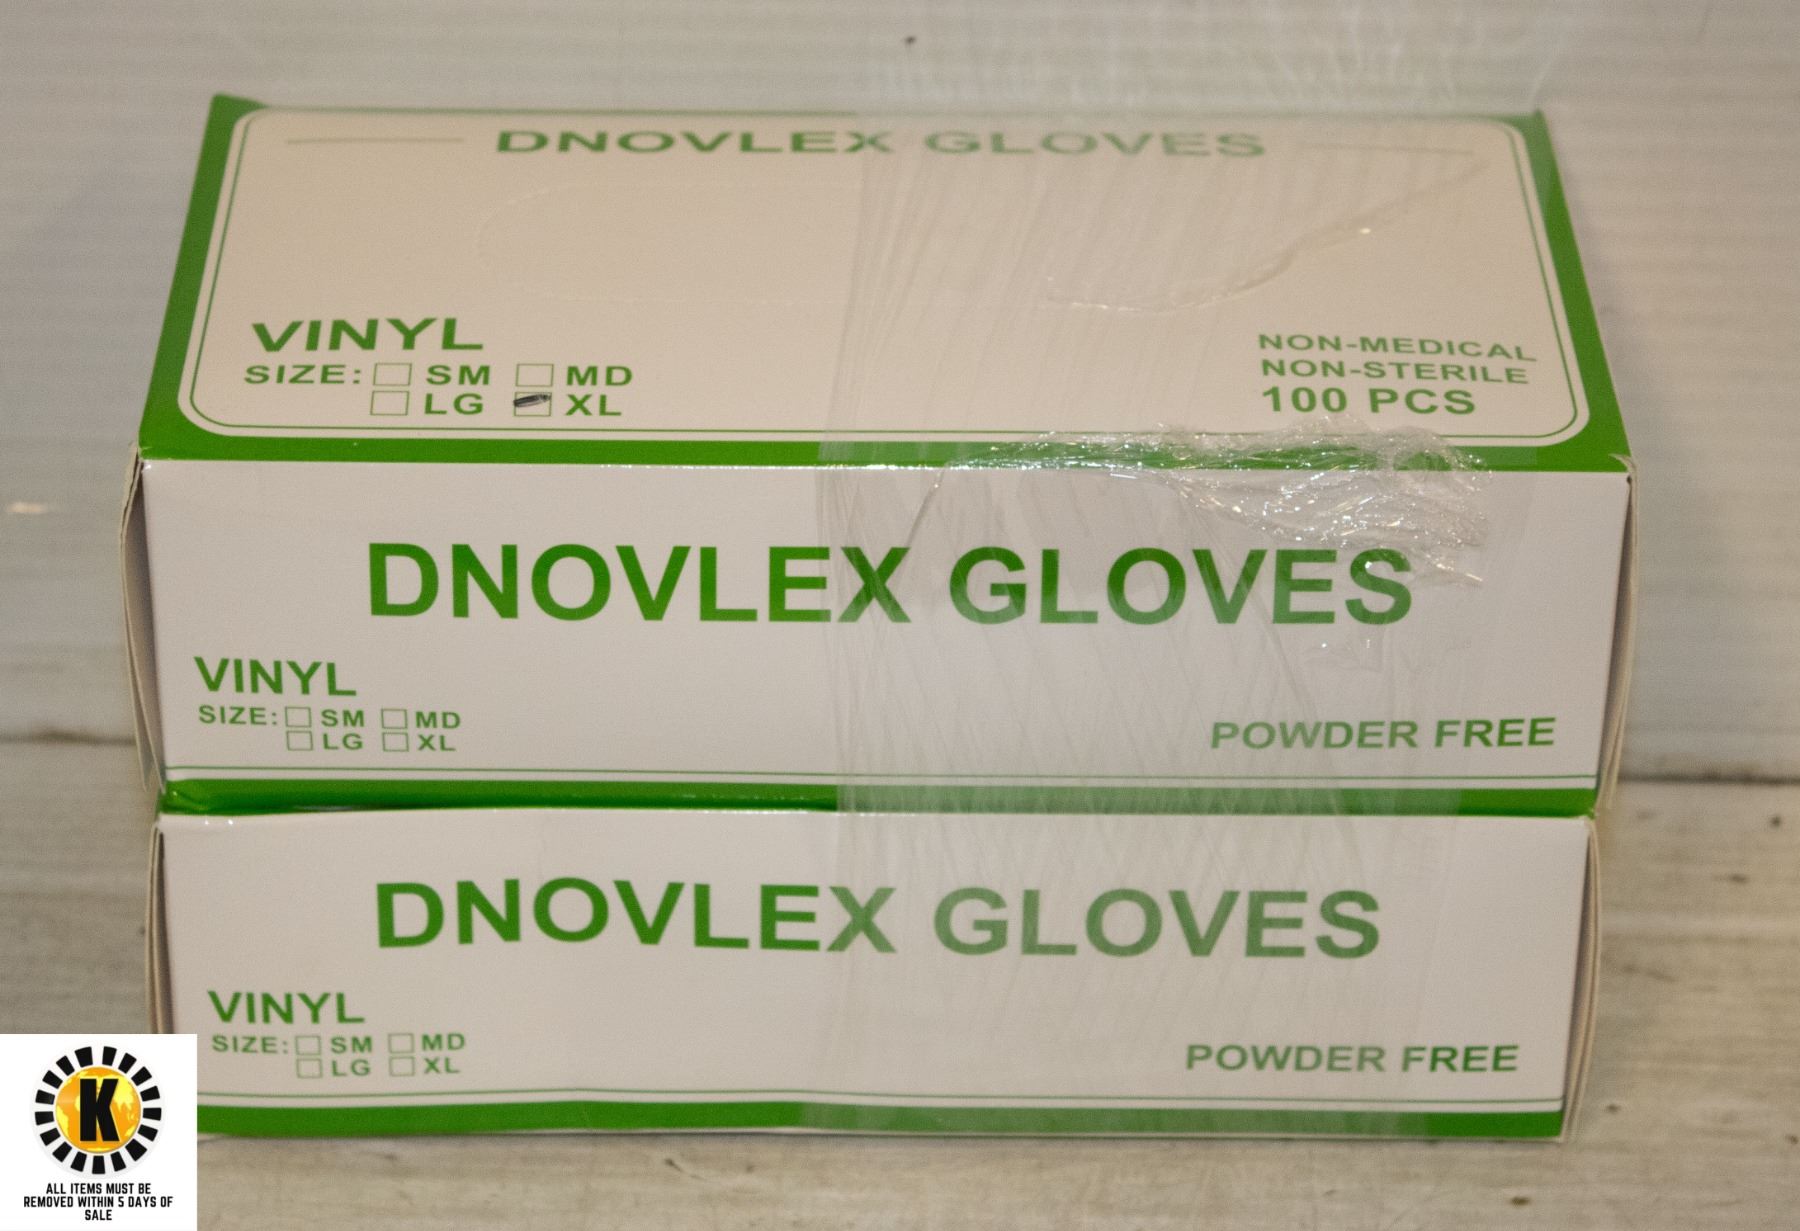 DNOVLEX GLOVES
VINYL
SIZE: SM MD
LG XL
NON-MEDICAL
NON-STERILE
100 PCS
DNOVLEX GLOVES
VINYL
SIZE: SM MD
LG XL
POWDER FREE
DNOVLEX GLOVES
VINYL
SIZE: SM MD
LG XL
POWDER FREE
K
ALL ITEMS MUST BE
REMOVED WITHIN 5 DAYS OF
SALE